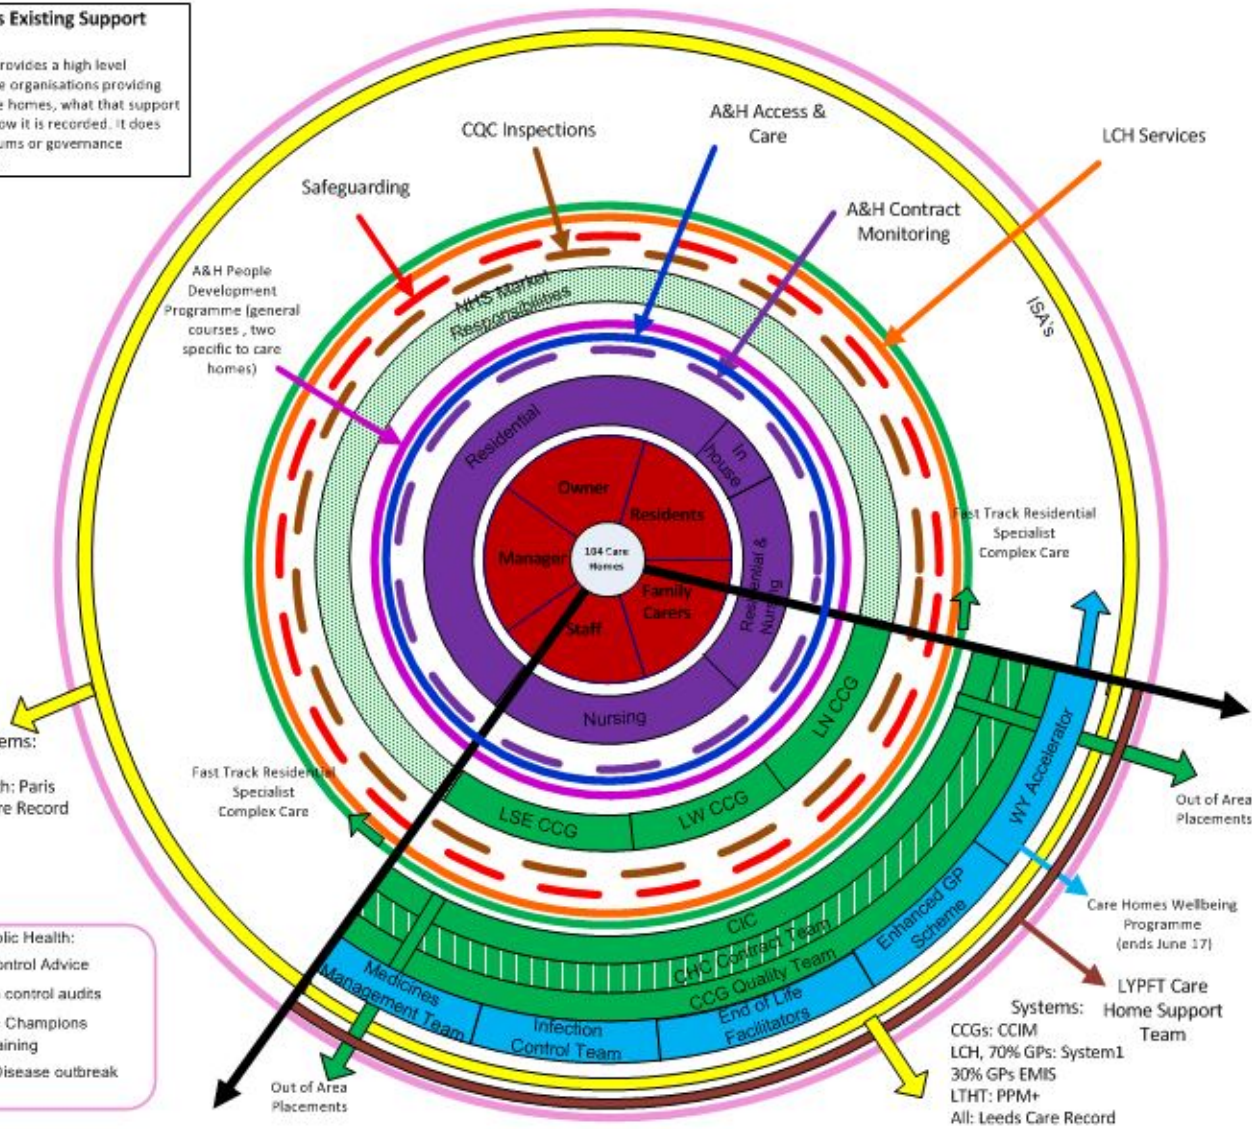 s Existing Support
rovides a high level
e organisations providing
e homes, what that support
ow it is recorded. It does
ums or governance
CQC Inspections
A&H Access &
Care
LCH Services
Safeguarding
A&H Contract
Monitoring
A&H People
Development
Programme (general
courses , two
specific to care
homes)
NHS Market
Responsibilities
ISA's
Residential
In
house
Owner
Residents
Manager
104 Care
Homes
Family
Carers
Staff
Residential &
Nursing
Nursing
Fast Track Residential
Specialist
Complex Care
LN CCG
LW CCG
LSE CCG
Fast Track Residential
Specialist
Complex Care
ems:
th: Paris
re Record
WY Accelerator
Out of Area
Placements
CIC
CHC Contract Team
CCG Quality Team
Enhanced GP
Scheme
Care Homes Wellbeing
Programme
(ends June 17)
Medicines
Management Team
Infection
Control Team
End of Life
Facilitators
LYPFT Care
Home Support
Team
blic Health:
ontrol Advice
control audits
Champions
aining
Disease outbreak
Out of Area
Placements
Systems:
CCGs: CCIM
LCH, 70% GPs: System1
30% GPs EMIS
LTHT: PPM+
All: Leeds Care Record